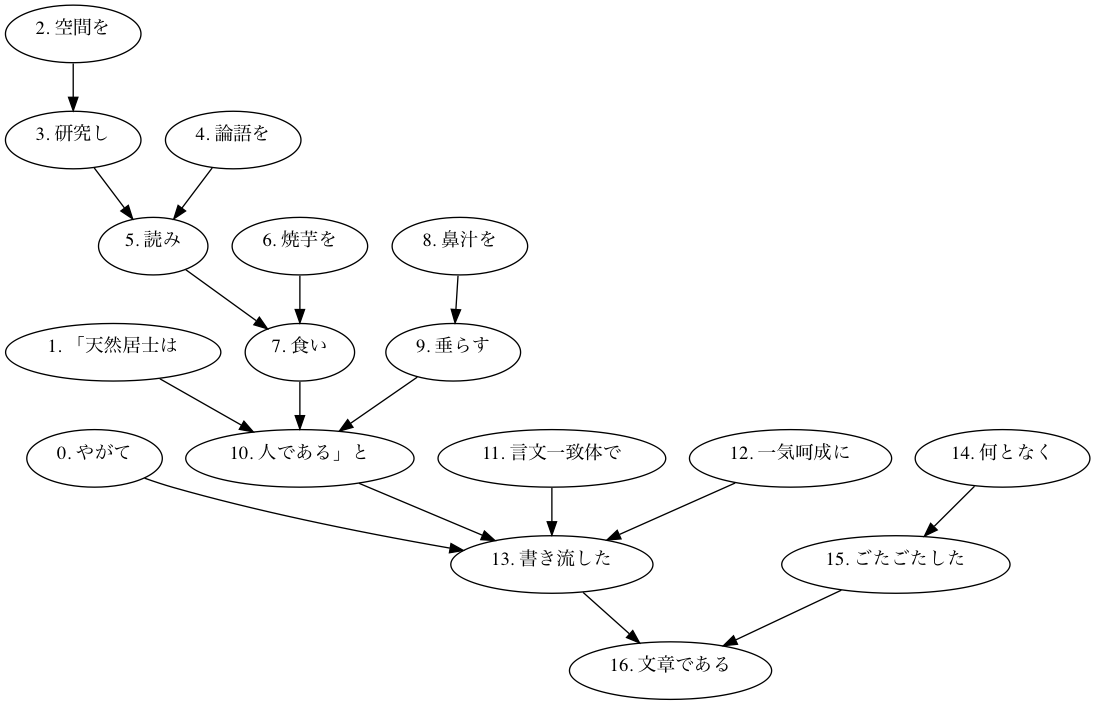 2. 空間を
3. 研究し
4. 論語を
5. 読み
6. 焼芋を
8. 鼻汁を
1. 「天然居士は
7. 食い
9. 垂らす
0. やがて
10. 人である」と
11. 言文一致体で
12. 一気呵成に
14. 何となく
13. 書き流した
15. ごたごたした
16. 文章である